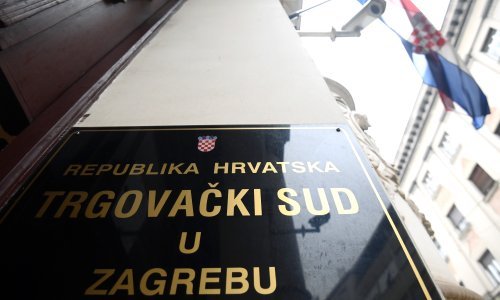 REPUBLIKA HRVATSKA
TRGOVAČKI SUD
U
ZAGREBU